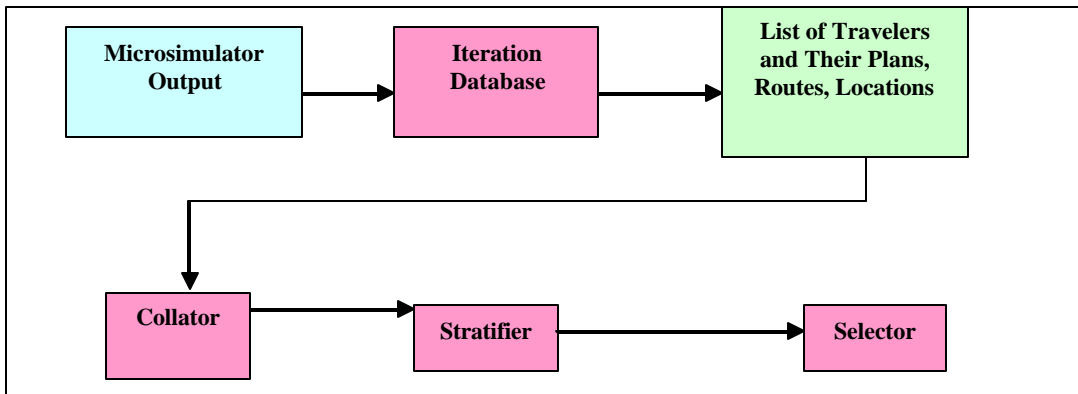 Microsimulator
Output
Iteration
Database
List of Travelers
and Their Plans,
Routes, Locations
Collator
Stratifier
Selector